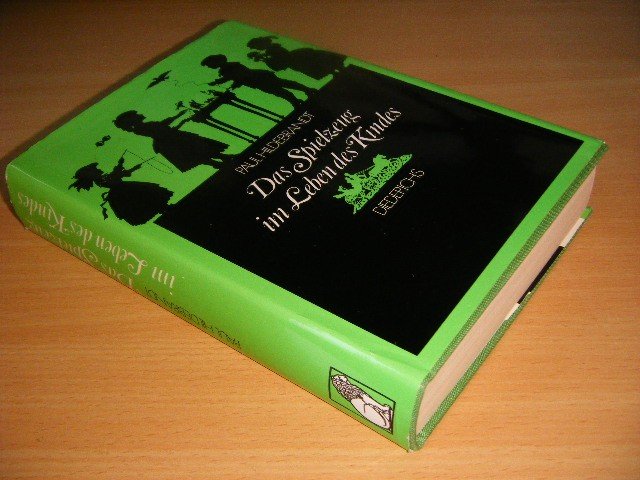 PAUL HILDEBRANDT
Das Spielzeug
im Leben des Kindes
DIEDERICHS
PAUL HILDEBRANDT
Das Spielzeug
im Leben des Kindes